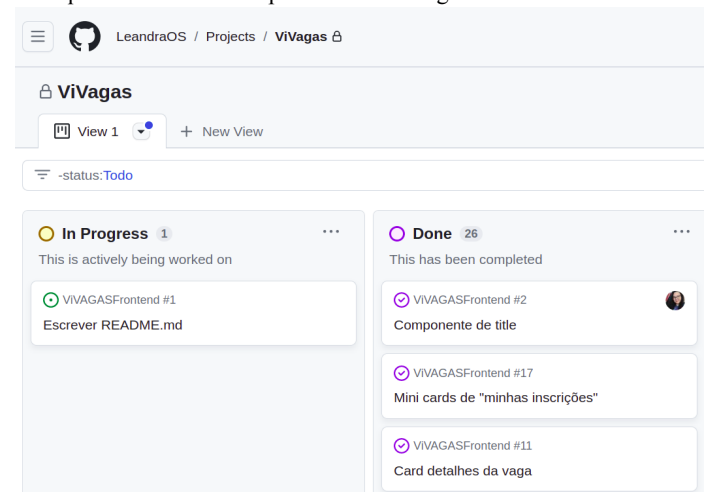 LeandraOS / Projects / ViVagas
ViVagas
View 1
+ New View
-status:Todo
In Progress 1 ...
This is actively being worked on
ViVAGASFrontend #1
Escrever README.md
Done 26 ...
This has been completed
ViVAGASFrontend #2
Componente de title
ViVAGASFrontend #17
Mini cards de "minhas inscrições"
ViVAGASFrontend #11
Card detalhes da vaga